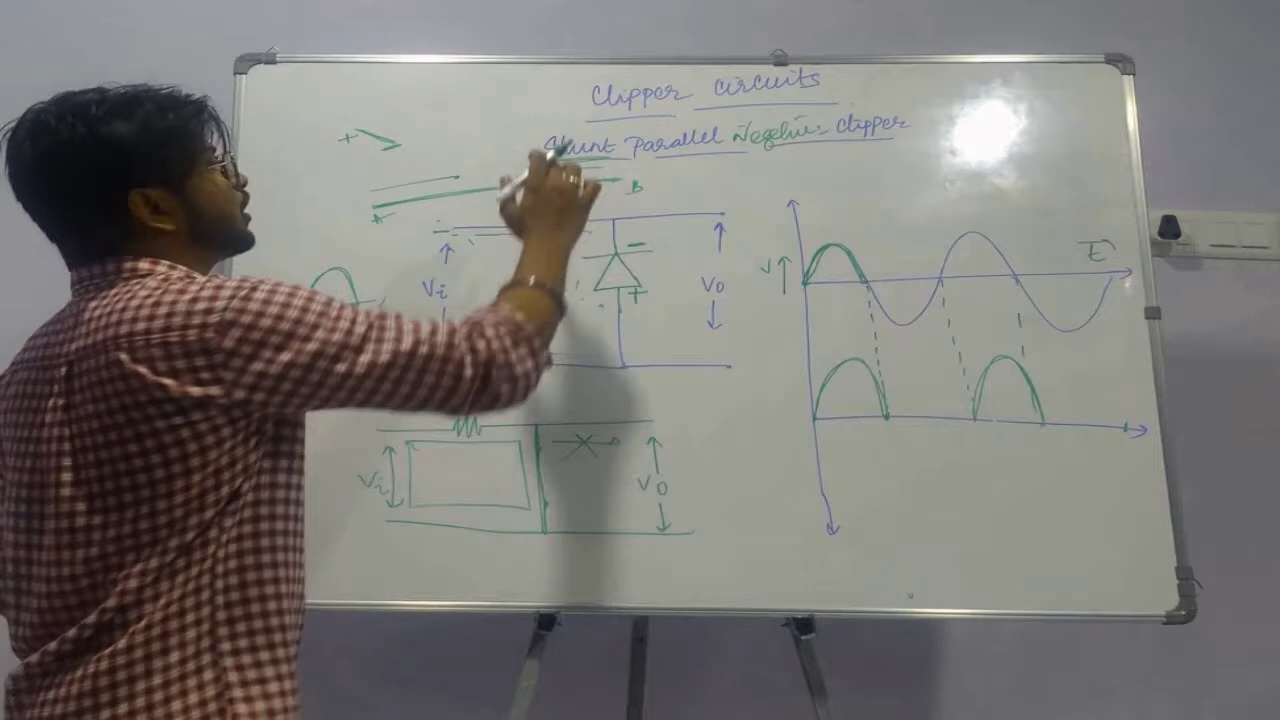 Clipper Circuits
Shunt Parallel Negative Clipper
+
A
B
Vi
−
+
Vo
V
t
Vi
Vo